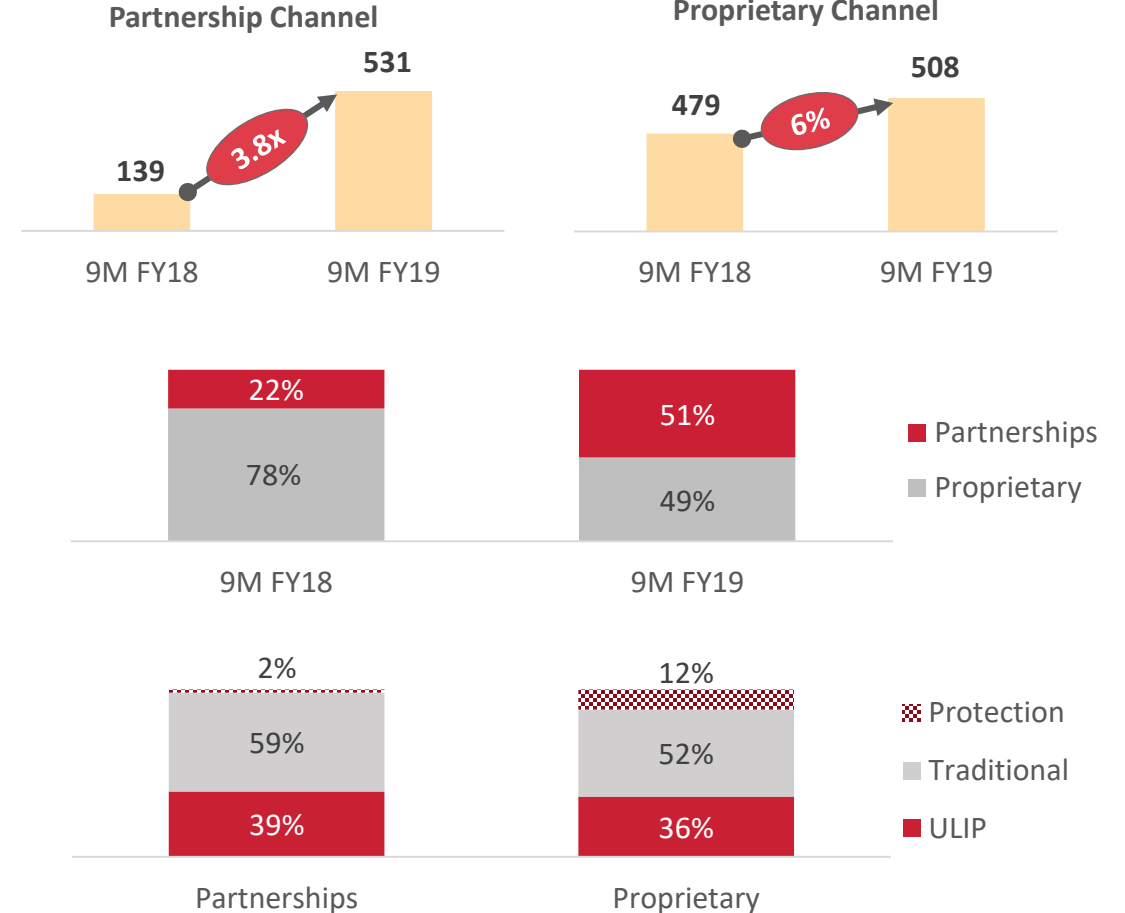 Partnership Channel
139
3.8x
531
9M FY18
9M FY19
Proprietary Channel
479
6%
508
9M FY18
9M FY19
22%
78%
9M FY18
51%
49%
9M FY19
Partnerships
Proprietary
2%
59%
39%
Partnerships
12%
52%
36%
Proprietary
Protection
Traditional
ULIP